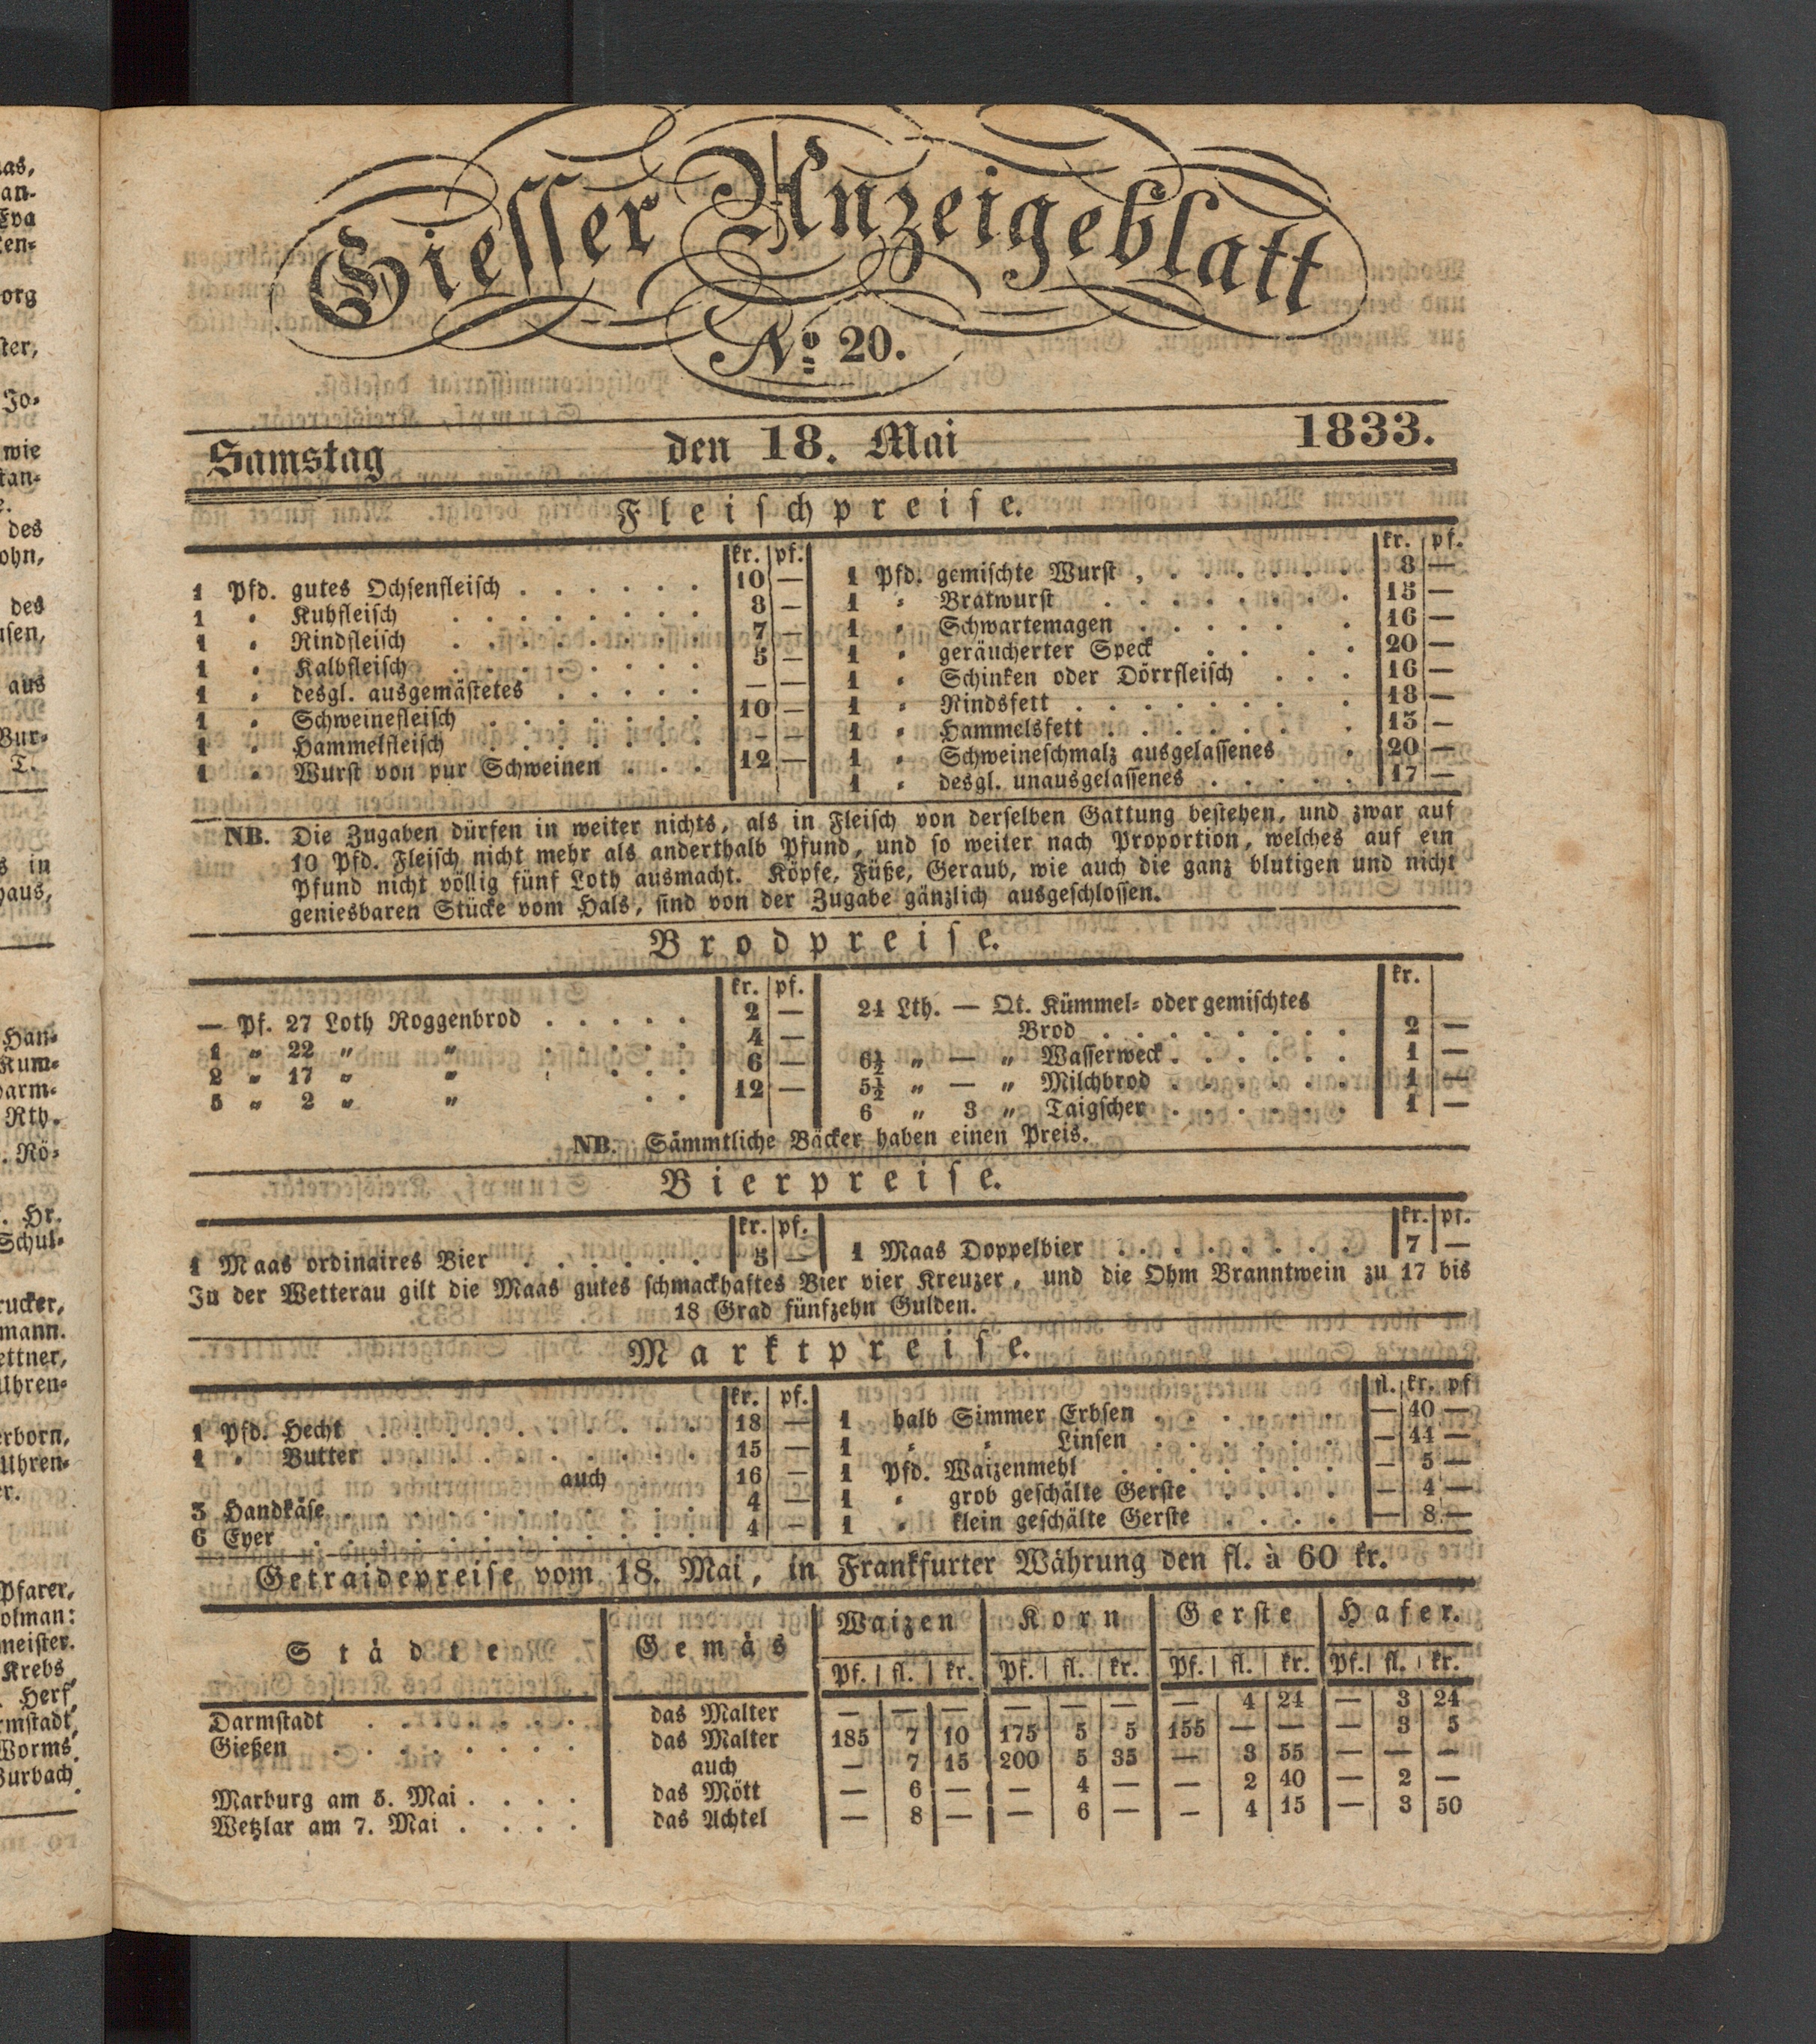 Giesser Anzeigeblatt
No. 20.
Samstag den 18. Mai 1833.
Fleischpreise.
kr. pf.
1 Pfd. gutes Ochsenfleisch . . . . . . 10 —
1 " Kuhfleisch . . . . . . . 8 —
1 " Rindfleisch . . . . . . . 7 —
1 " Kalbfleisch . . . . . . . 5 —
1 " desgl. ausgemästetes . . . . . — —
1 " Schweinefleisch . . . . . . 10 —
1 " Hammelfleisch . . . . . . — —
1 " Wurst von pur Schweinen . . . 12 —
kr. pf.
1 Pfd. gemischte Wurst , . . . . . . 8 —
1 " Bratwurst . . . . . . . 15 —
1 " Schwartemagen . . . . . . 16 —
1 " geräucherter Speck . . . . 20 —
1 " Schinken oder Dörrfleisch . . . 16 —
1 " Rindsfett . . . . . . . 18 —
1 " Hammelsfett . . . . . . 15 —
1 " Schweineschmalz ausgelassenes . 20 —
1 " desgl. unausgelassenes . . . . . 17 —
NB. Die Zugaben dürfen in weiter nichts, als in Fleisch von derselben Gattung bestehen, und zwar auf
10 Pfd. Fleisch nicht mehr als anderthalb Pfund, und so weiter nach Proportion, welches auf ein
Pfund nicht völlig fünf Loth ausmacht. Köpfe, Füße, Geraub, wie auch die ganz blutigen und nicht
geniesbaren Stücke vom Hals, sind von der Zugabe gänzlich ausgeschlossen.
Brodpreise.
kr. pf.
— Pf. 27 Loth Roggenbrod . . . . . 2 —
1 " 22 " " . . . . . 4 —
2 " 17 " " . . . . 6 —
5 " 2 " " . . 12 —
kr.
24 Lth. — Qt. Kümmel- oder gemischtes
Brod . . . . . . . . 2 —
6½ " — " Wasserweck . . . . . . 1 —
5½ " — " Milchbrod . . . . . . 1 —
6 " 3 " Taigscher . . . . . . 1 —
NB. Sämmtliche Bäcker haben einen Preis.
Bierpreise.
kr. pf. kr. pf.
1 Maas ordinaires Bier . . . . . . 5 — 1 Maas Doppelbier . . . . . . . . 7 —
In der Wetterau gilt die Maas gutes schmackhaftes Bier vier Kreuzer, und die Ohm Branntwein zu 17 bis
18 Grad fünfzehn Gulden.
Marktpreise.
kr. pf.
1 Pfd. Hecht . . . . . . . . . . 18 —
1 " Butter . . . . . . . . . 15 —
auch 16 —
3 Handkäse . . . . . . . . . . 4 —
6 Eyer . . . . . . . . . . . 4 —
fl. kr. pf
1 halb Simmer Erbsen . . . . . . — 40 —
1 " " Linsen . . . . . . — 44 —
1 Pfd. Waizenmehl . . . . . . . — 5 —
1 " grob geschälte Gerste . . . . — 4 —
1 " klein geschälte Gerste . . . . — 8 —
Getraidepreise vom 18. Mai, in Frankfurter Währung den fl. à 60 kr.
Städte Gemäs Waizen Korn Gerste Hafer.
Pf. fl. kr. Pf. fl. kr. Pf. fl. kr. Pf. fl. kr.
Darmstadt . . . . . . . das Malter — — — — — — — 4 24 — 3 24
Gießen . . . . . . . das Malter 185 7 10 175 5 5 155 — — — 3 5
auch — 7 15 200 5 35 — 3 55 — — —
Marburg am 5. Mai . . . . das Mött — 6 — — 4 — — 2 40 — 2 —
Wetzlar am 7. Mai . . . . das Achtel — 8 — — 6 — — 4 15 — 3 50